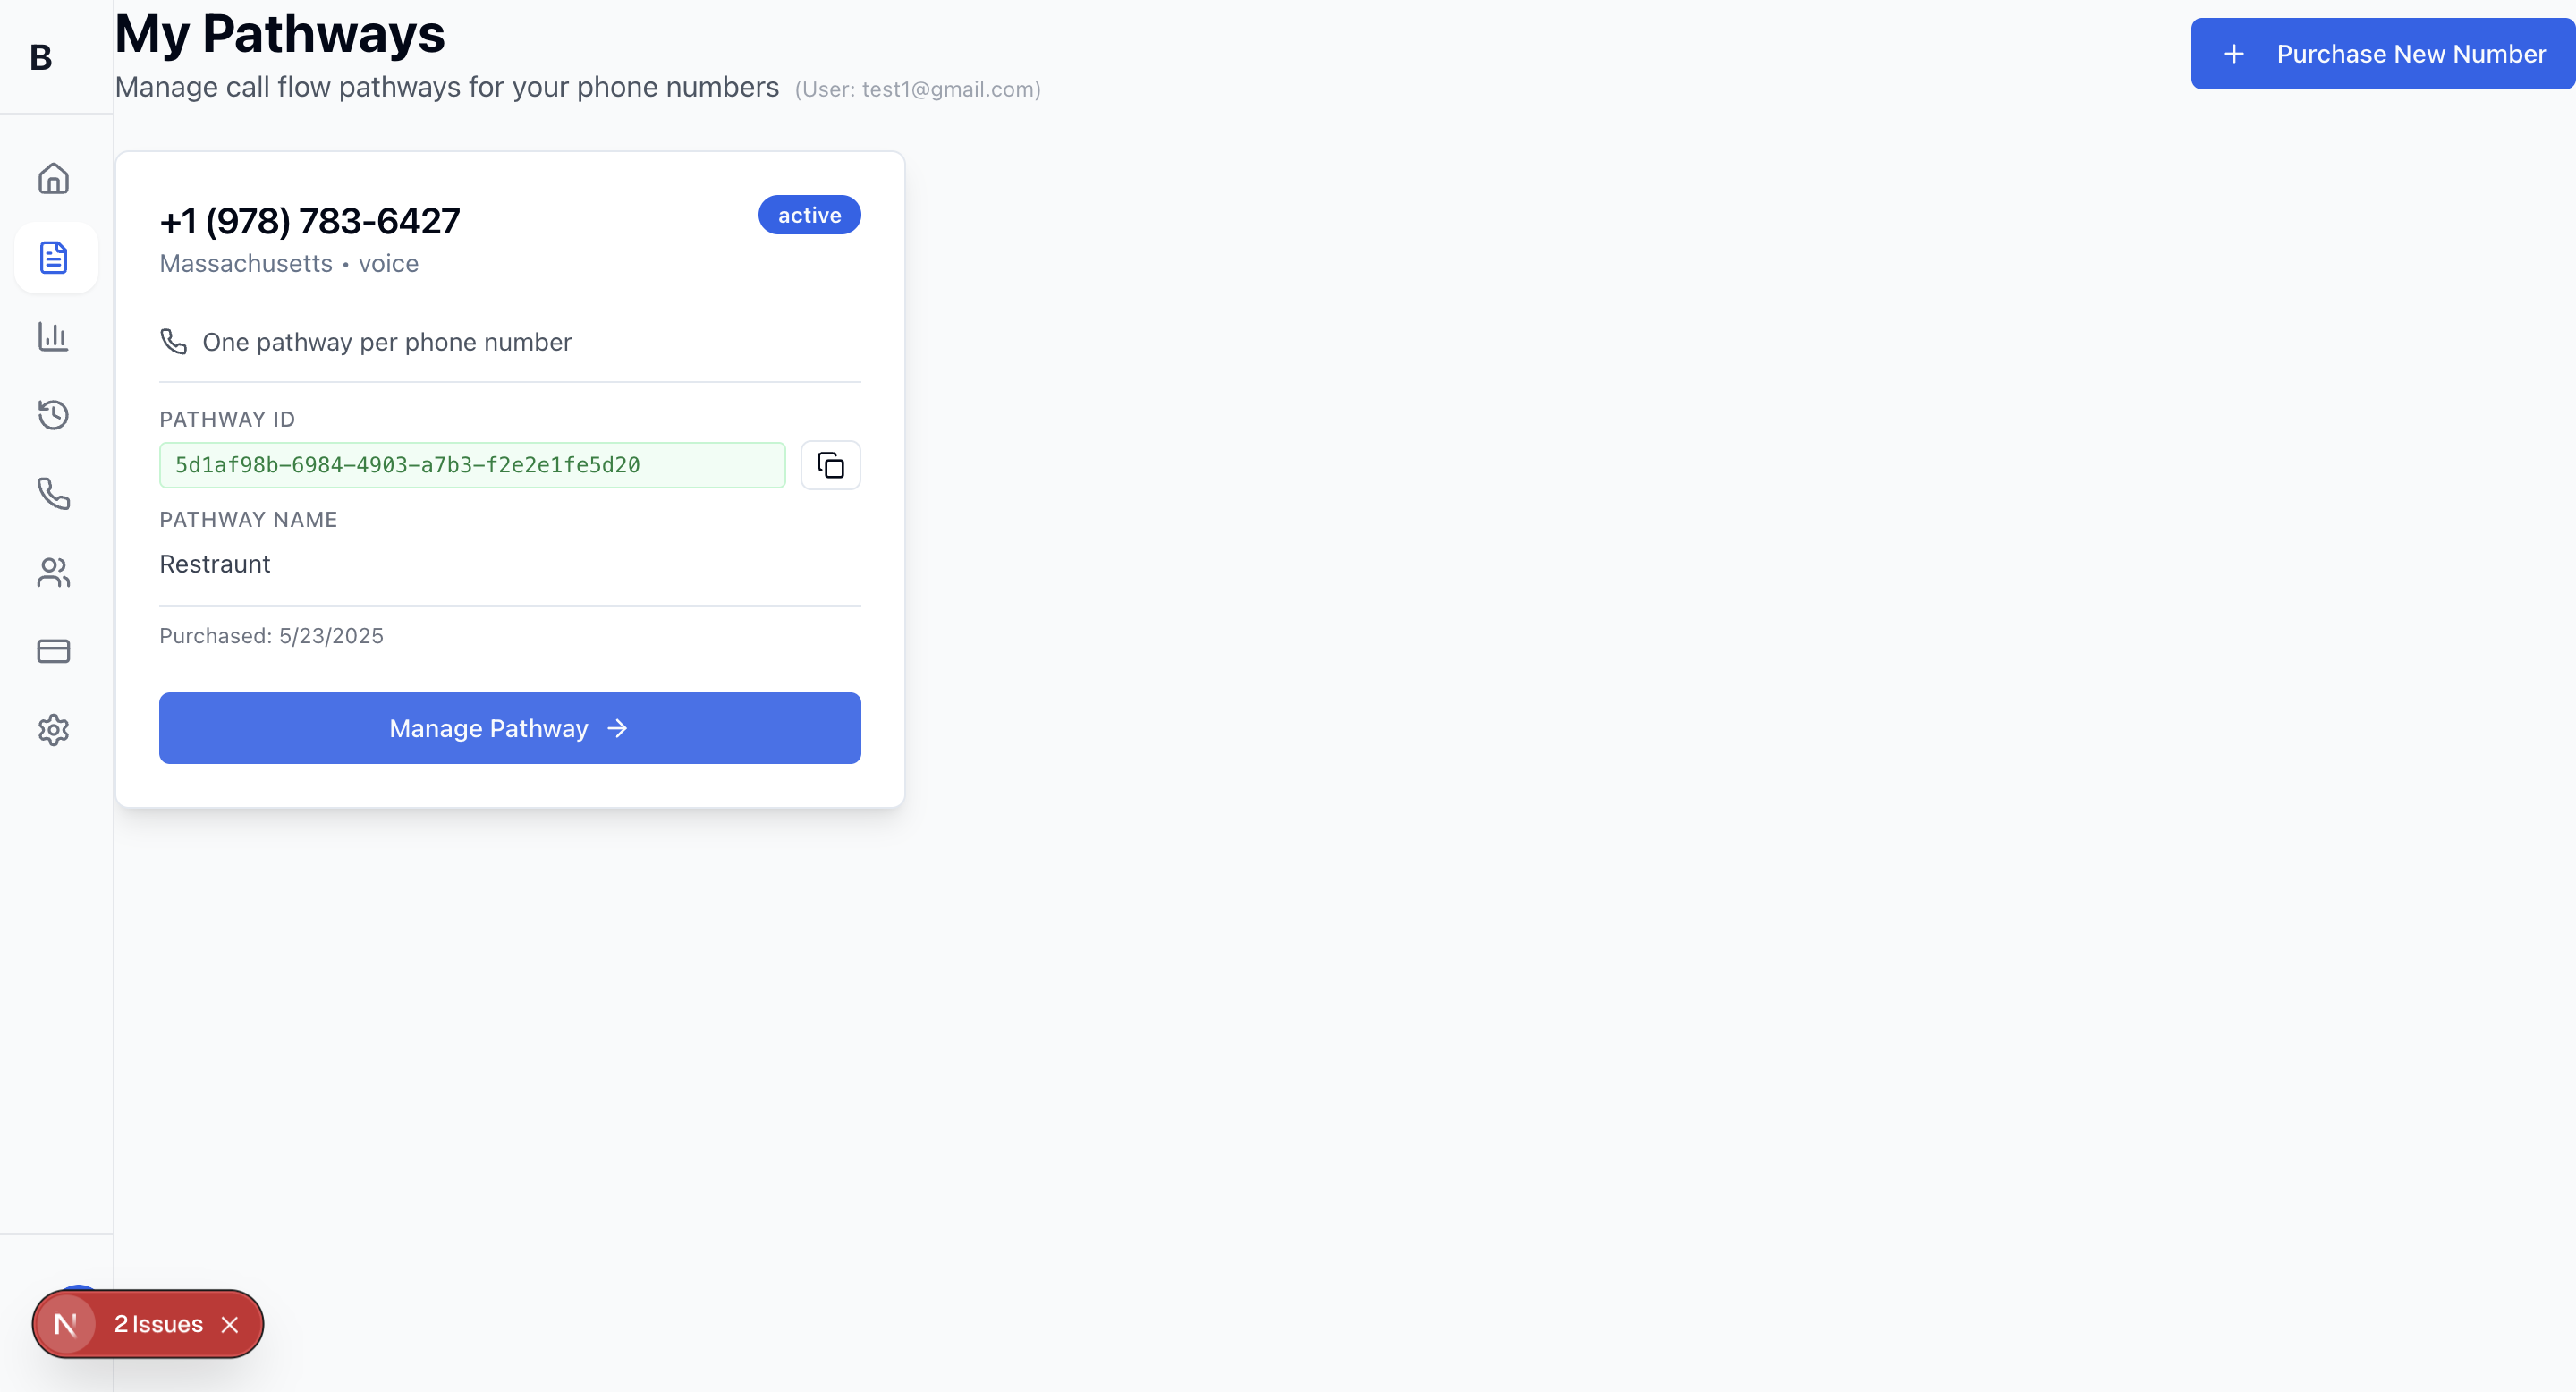 B
My Pathways
Manage call flow pathways for your phone numbers (User: test1@gmail.com)
Purchase New Number
+1 (978) 783-6427
active
Massachusetts • voice
One pathway per phone number
PATHWAY ID
5d1af98b-6984-4903-a7b3-f2e2e1fe5d20
PATHWAY NAME
Restraunt
Purchased: 5/23/2025
Manage Pathway →
N 2 Issues